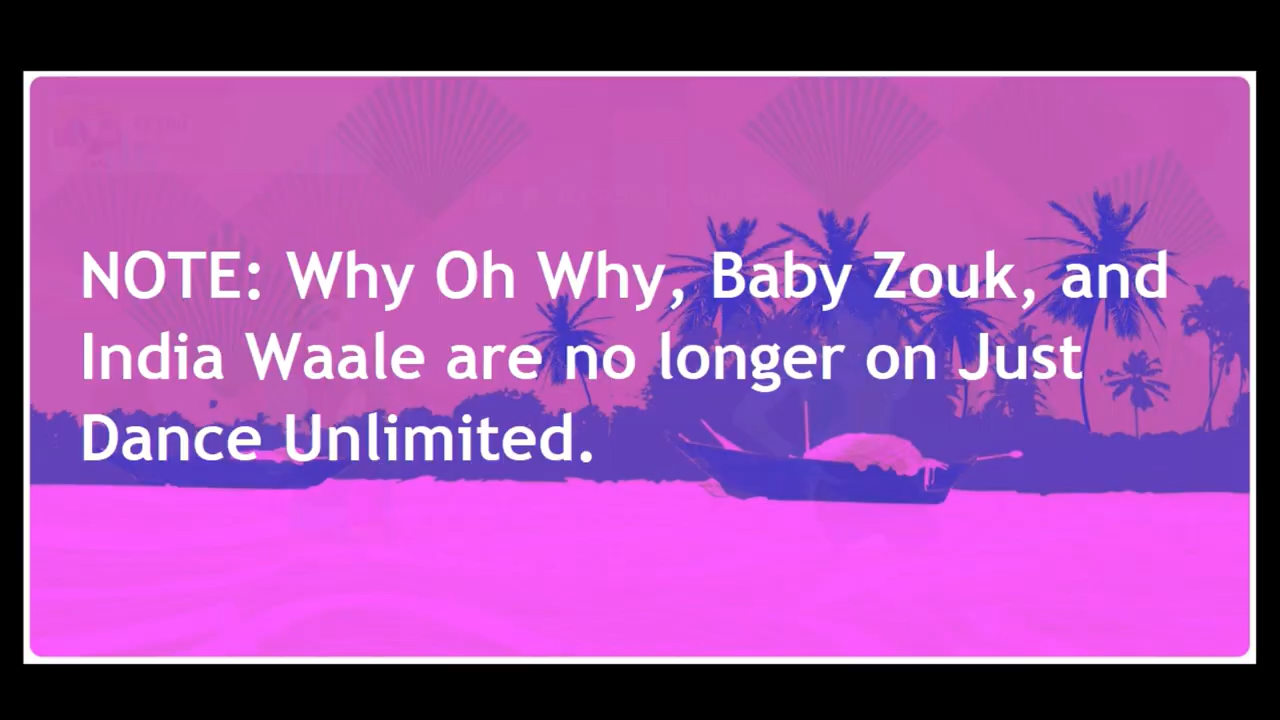 NOTE: Why Oh Why, Baby Zouk, and
India Waale are no longer on Just
Dance Unlimited.